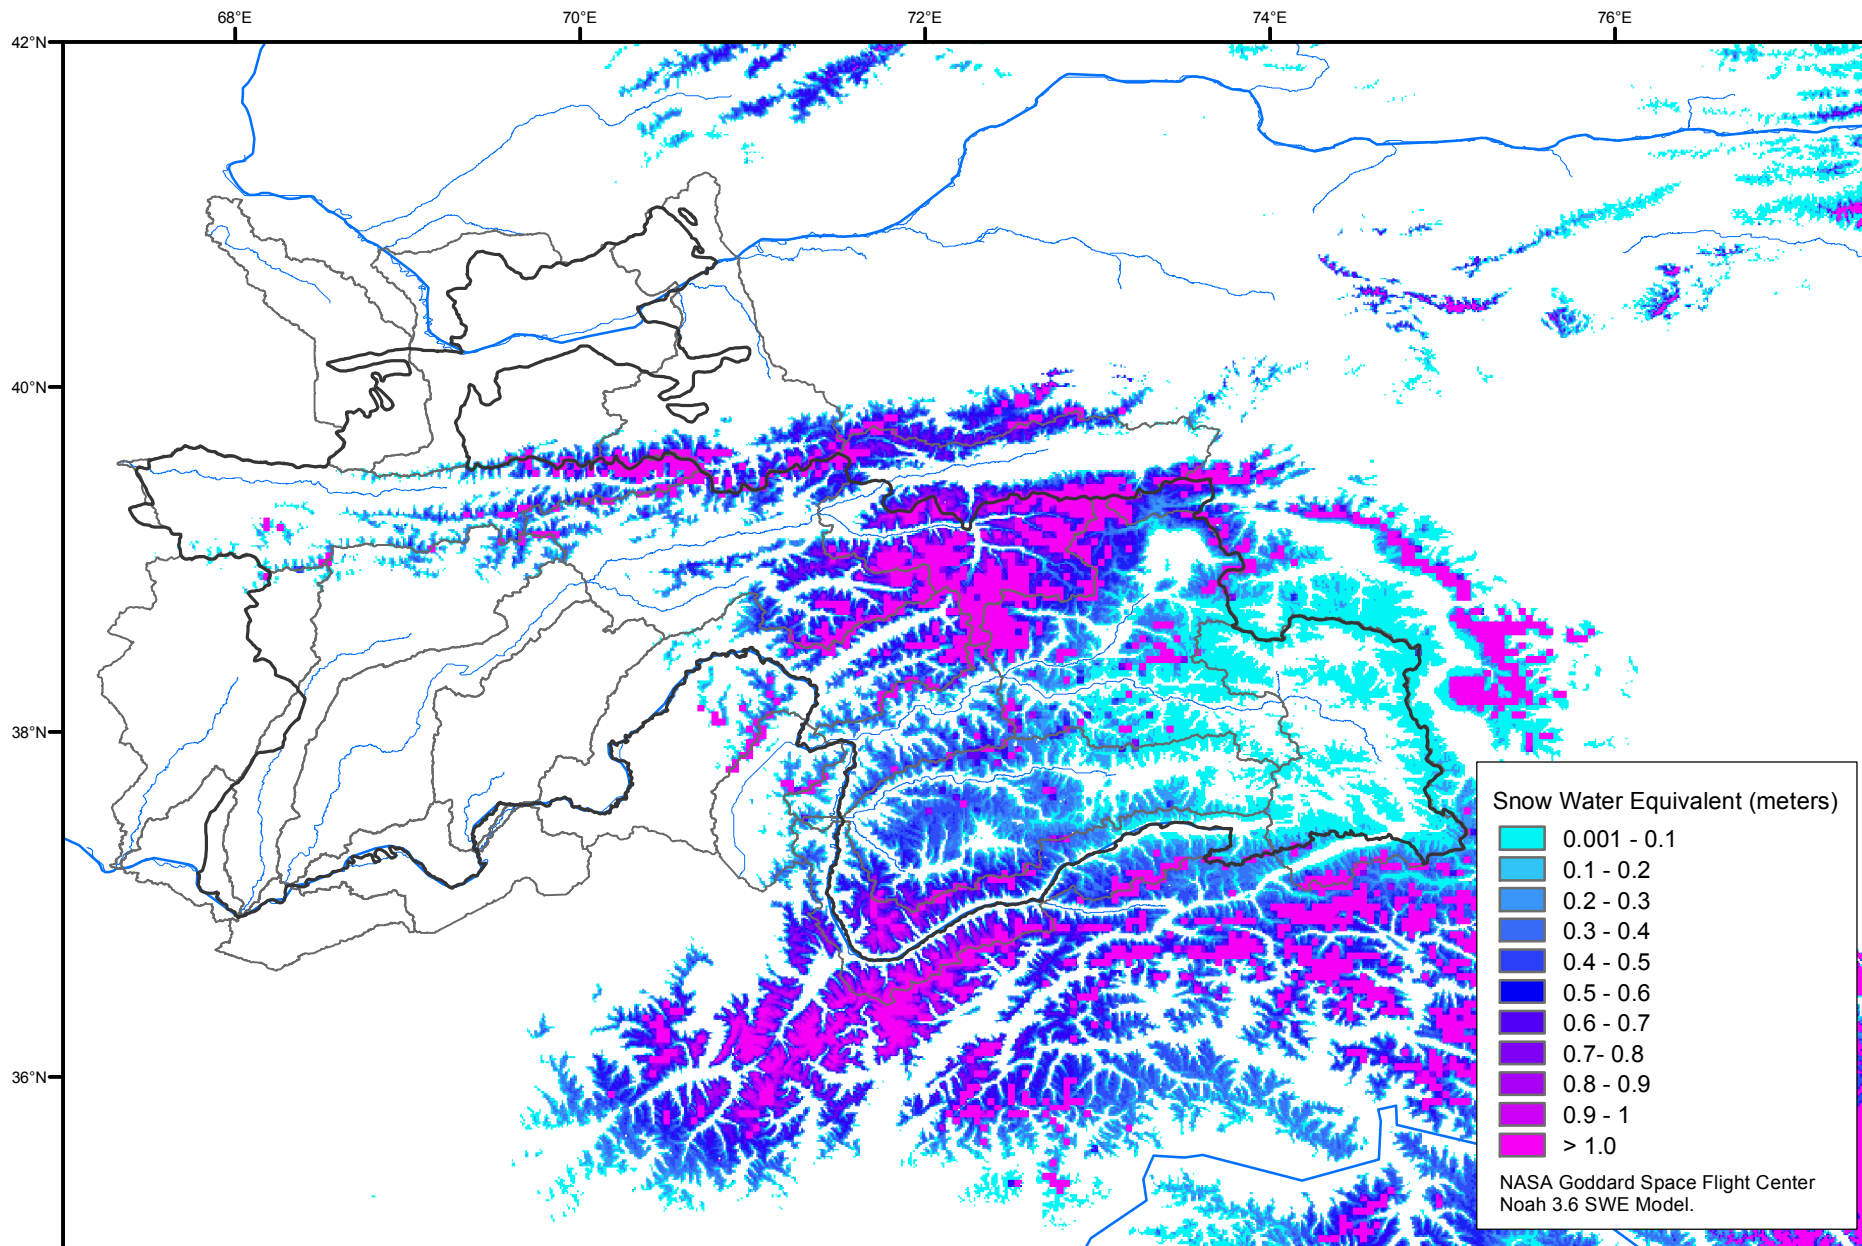 68°E
70°E
72°E
74°E
76°E
42°N
40°N
38°N
36°N
Snow Water Equivalent (meters)
0.001 - 0.1
0.1 - 0.2
0.2 - 0.3
0.3 - 0.4
0.4 - 0.5
0.5 - 0.6
0.6 - 0.7
0.7- 0.8
0.8 - 0.9
0.9 - 1
> 1.0
NASA Goddard Space Flight Center
Noah 3.6 SWE Model.